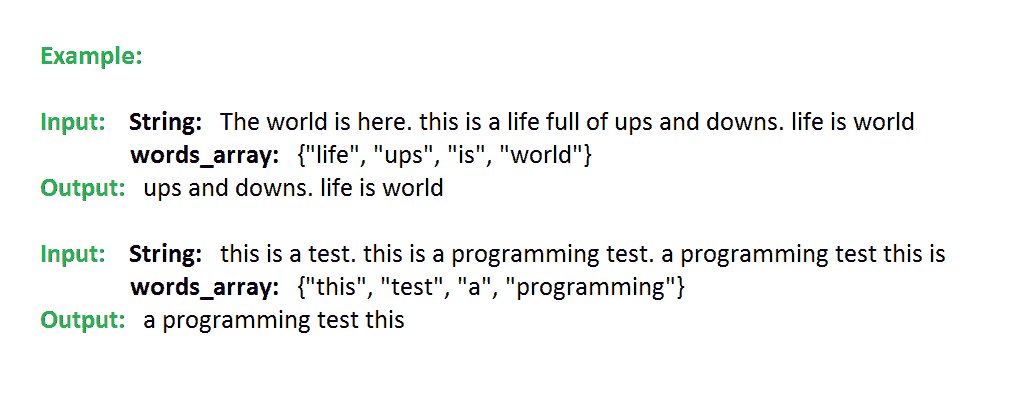 Example:
Input: String: The world is here. this is a life full of ups and downs. life is world
words_array: {"life", "ups", "is", "world"}
Output: ups and downs. life is world
Input: String: this is a test. this is a programming test. a programming test this is
words_array: {"this", "test", "a", "programming"}
Output: a programming test this